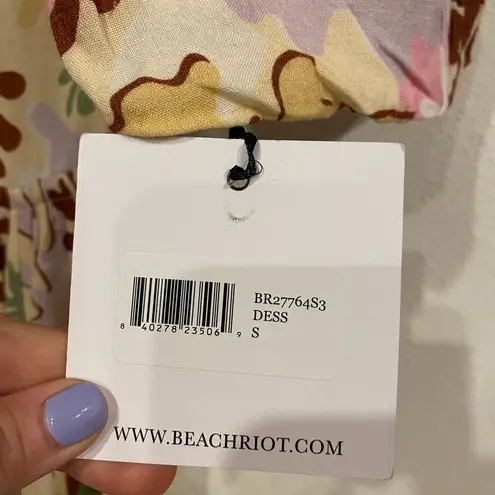 BR27764S3
DESS
S
8 40278 23506 9
WWW.BEACHRIOT.COM